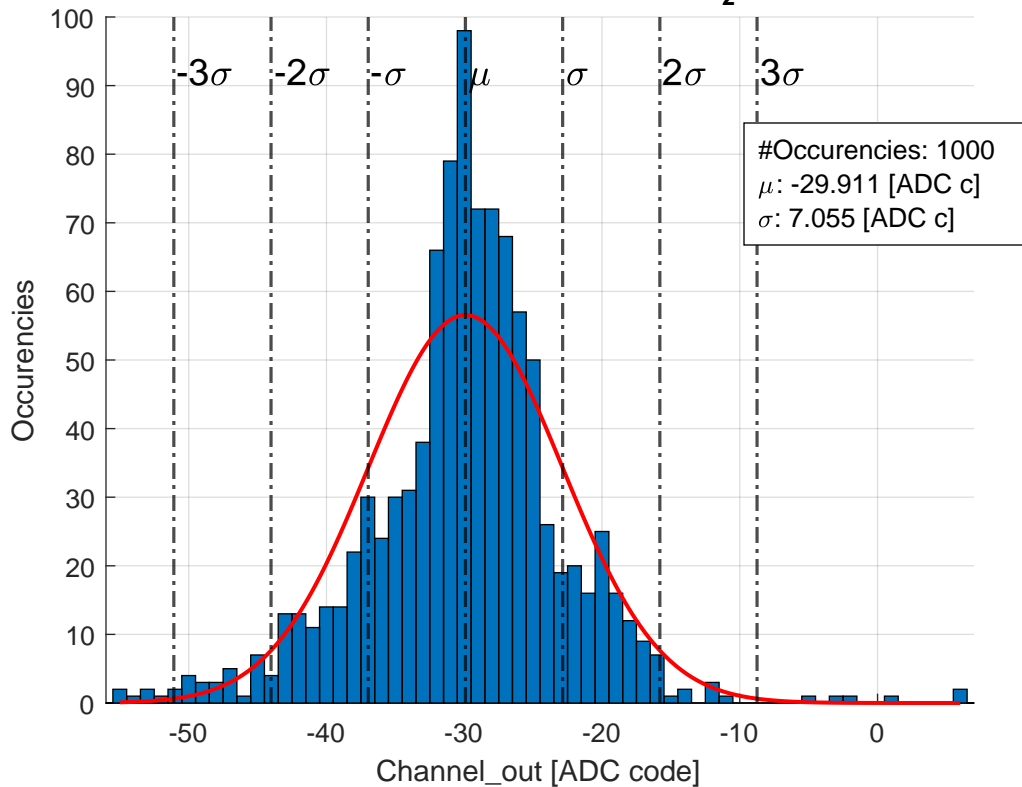 2
100
90
80
70
60
50
40
30
20
10
0
Occurencies
-3σ
-2σ
-σ
μ
σ
2σ
3σ
#Occurencies: 1000
μ: -29.911 [ADC c]
σ: 7.055 [ADC c]
-50
-40
-30
-20
-10
0
Channel_out [ADC code]